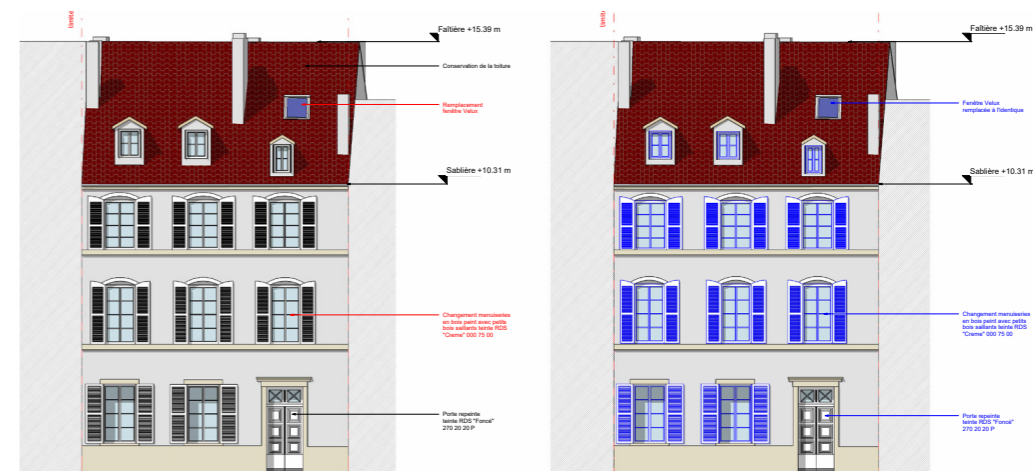 limite
Faîtière +15.39 m
Conservation de la toiture
Remplacement
fenêtre Velux
Sablière +10.31 m
Changement menuiseries
en bois peint avec petits
bois saillants teinte RDS
"Creme" 000 75 00
Porte repeinte
teinte RDS "Foncé"
270 20 20 P
limite
Faîtière +15.39 m
Fenêtre Velux
remplacée à l'identique
Sablière +10.31 m
Changement menuiseries
en bois peint avec petits
bois saillants teinte RDS
"Creme" 000 75 00
Porte repeinte
teinte RDS "Foncé"
270 20 20 P